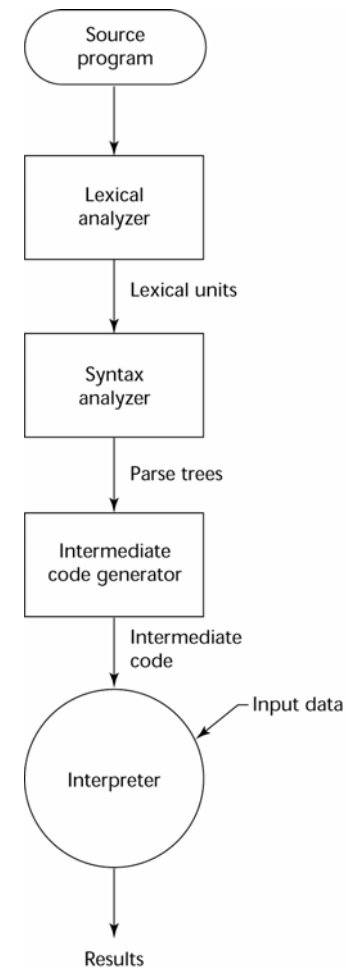 Source
program
Lexical
analyzer
Lexical units
Syntax
analyzer
Parse trees
Intermediate
code generator
Intermediate
code
Input data
Interpreter
Results